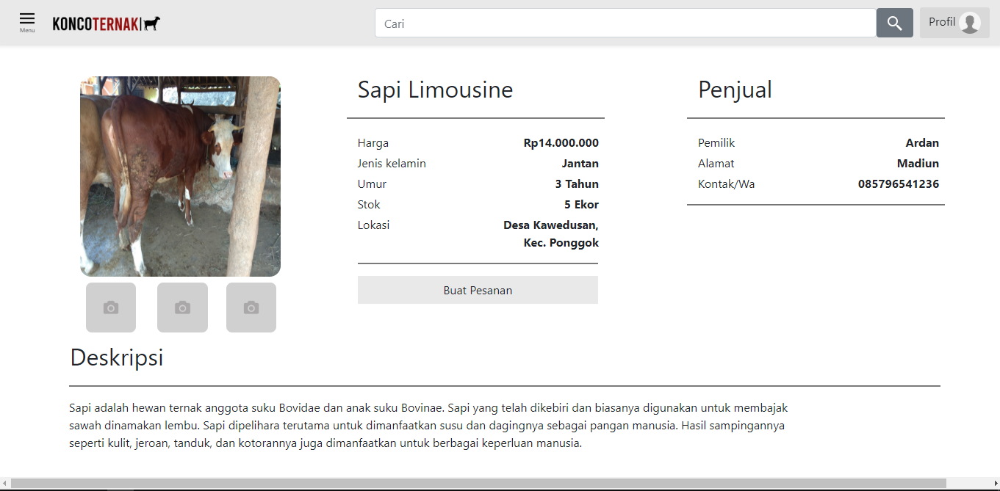 Menu
KONCOTERNAK
Cari
Profil
Sapi Limousine
Harga Rp14.000.000
Jenis kelamin Jantan
Umur 3 Tahun
Stok 5 Ekor
Lokasi Desa Kawedusan,
Kec. Ponggok
Buat Pesanan
Penjual
Pemilik Ardan
Alamat Madiun
Kontak/Wa 085796541236
Deskripsi
Sapi adalah hewan ternak anggota suku Bovidae dan anak suku Bovinae. Sapi yang telah dikebiri dan biasanya digunakan untuk membajak
sawah dinamakan lembu. Sapi dipelihara terutama untuk dimanfaatkan susu dan dagingnya sebagai pangan manusia. Hasil sampingannya
seperti kulit, jeroan, tanduk, dan kotorannya juga dimanfaatkan untuk berbagai keperluan manusia.